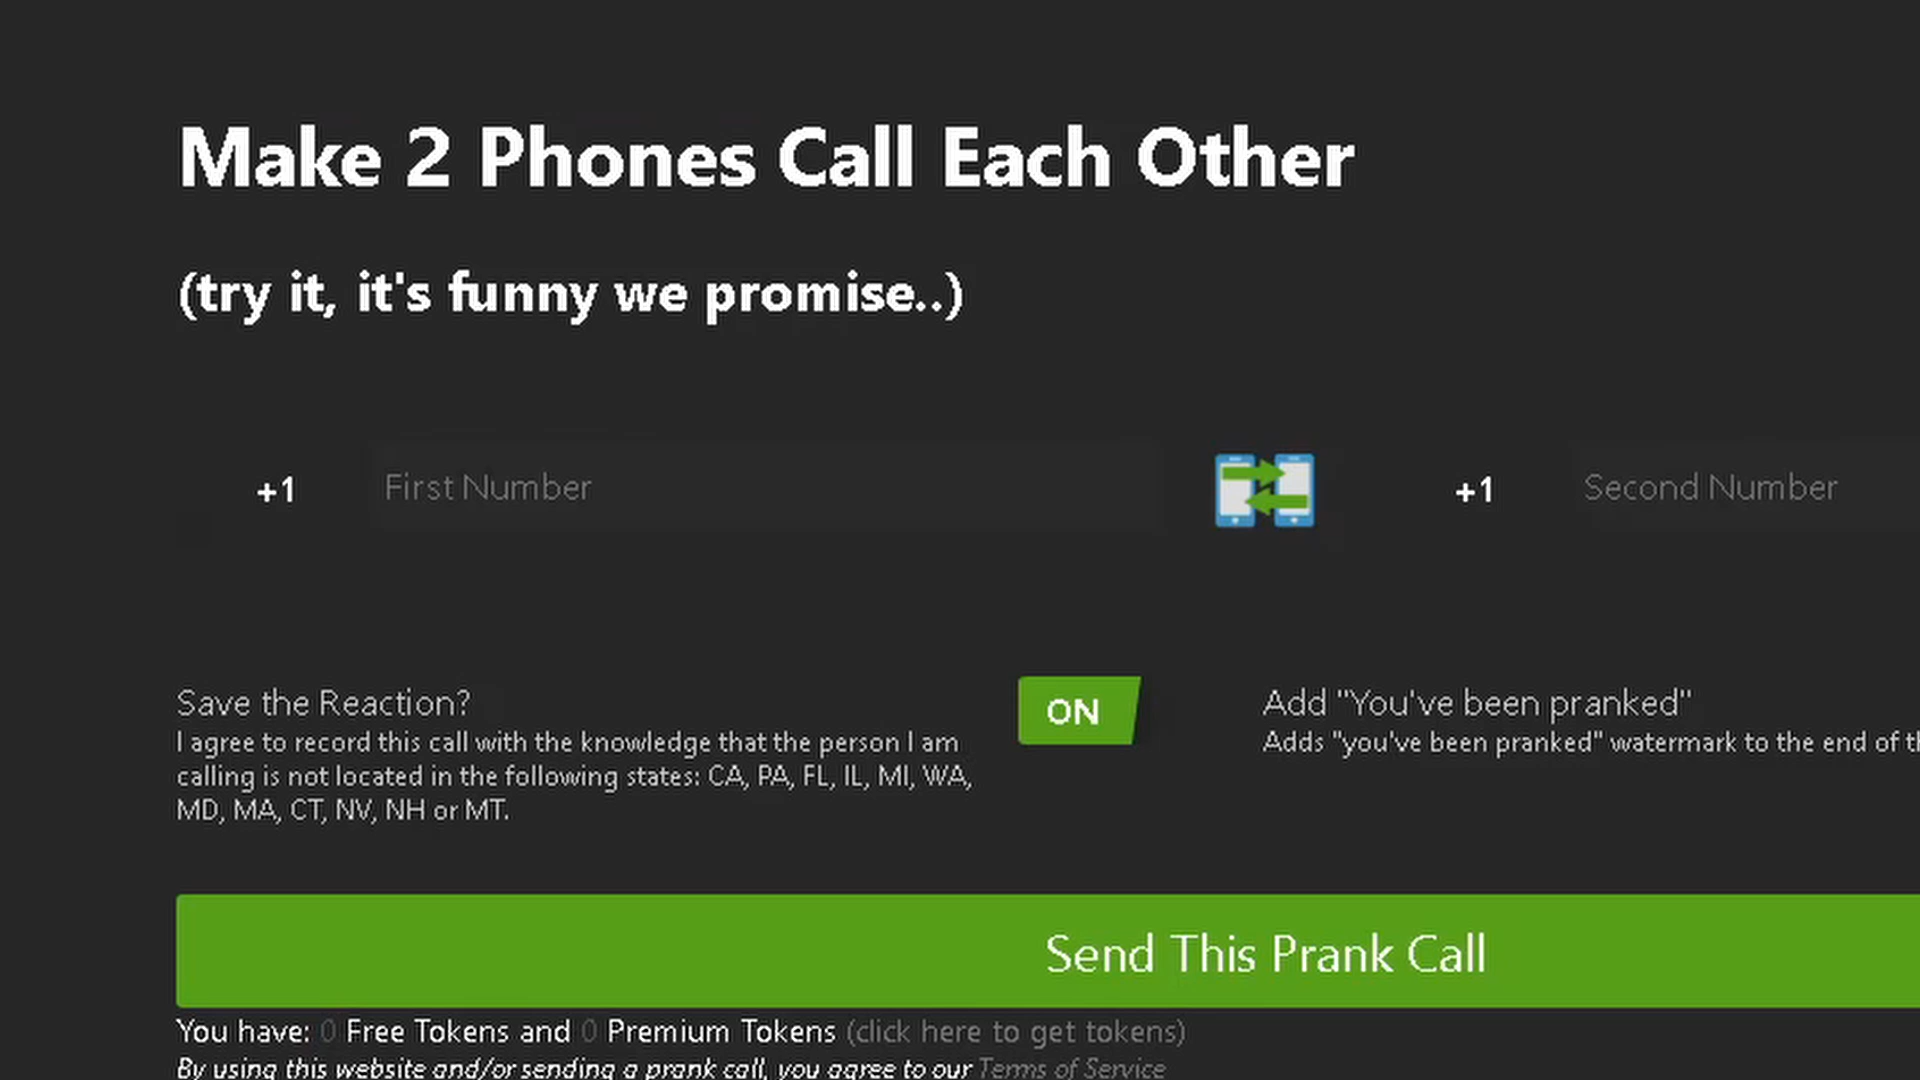 Make 2 Phones Call Each Other
(try it, it's funny we promise..)
+1 First Number +1 Second Number
Save the Reaction?
I agree to record this call with the knowledge that the person I am
calling is not located in the following states: CA, PA, FL, IL, MI, WA,
MD, MA, CT, NV, NH or MT.
ON
Add "You've been pranked"
Adds "you've been pranked" watermark to the end of
Send This Prank Call
You have: 0 Free Tokens and 0 Premium Tokens (click here to get tokens)
By using this website and/or sending a prank call, you agree to our Terms of Service